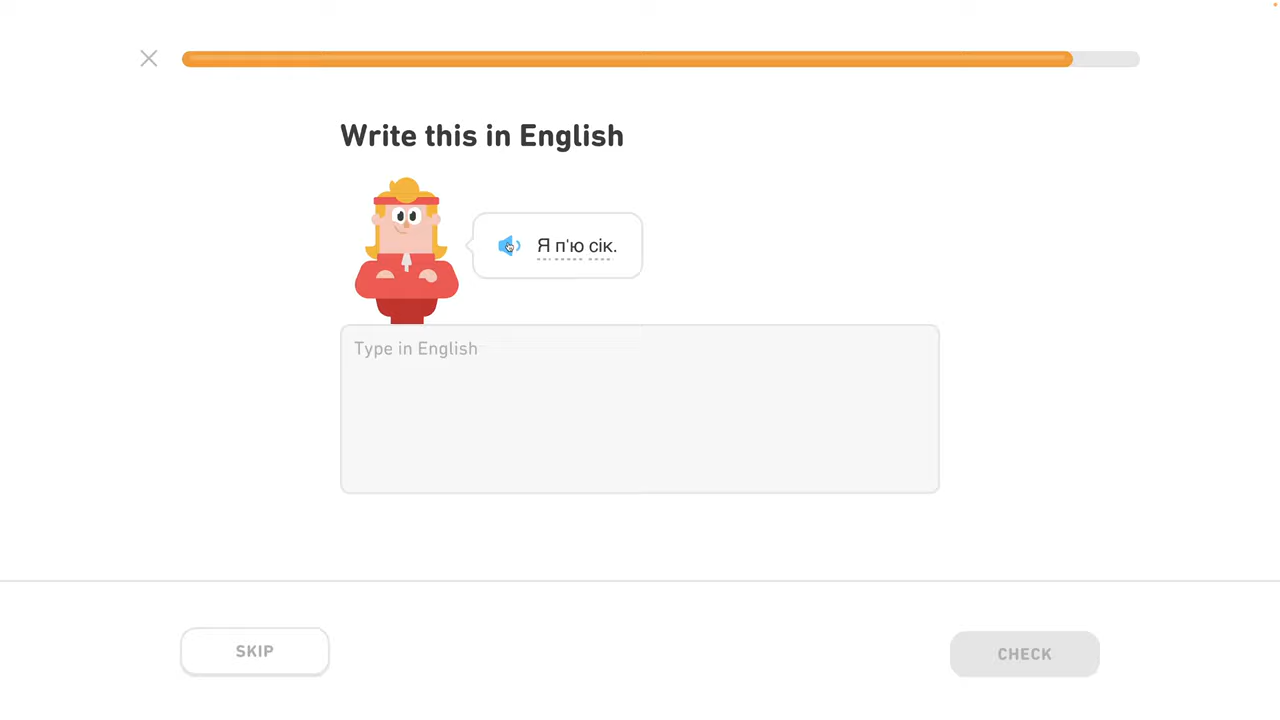 Write this in English
Я п'ю сік.
Type in English
SKIP
CHECK